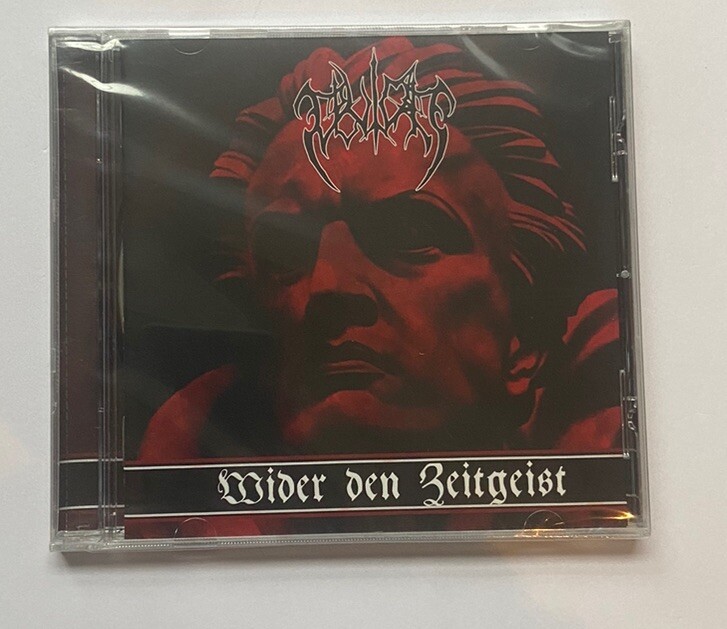 Wider den Zeitgeist